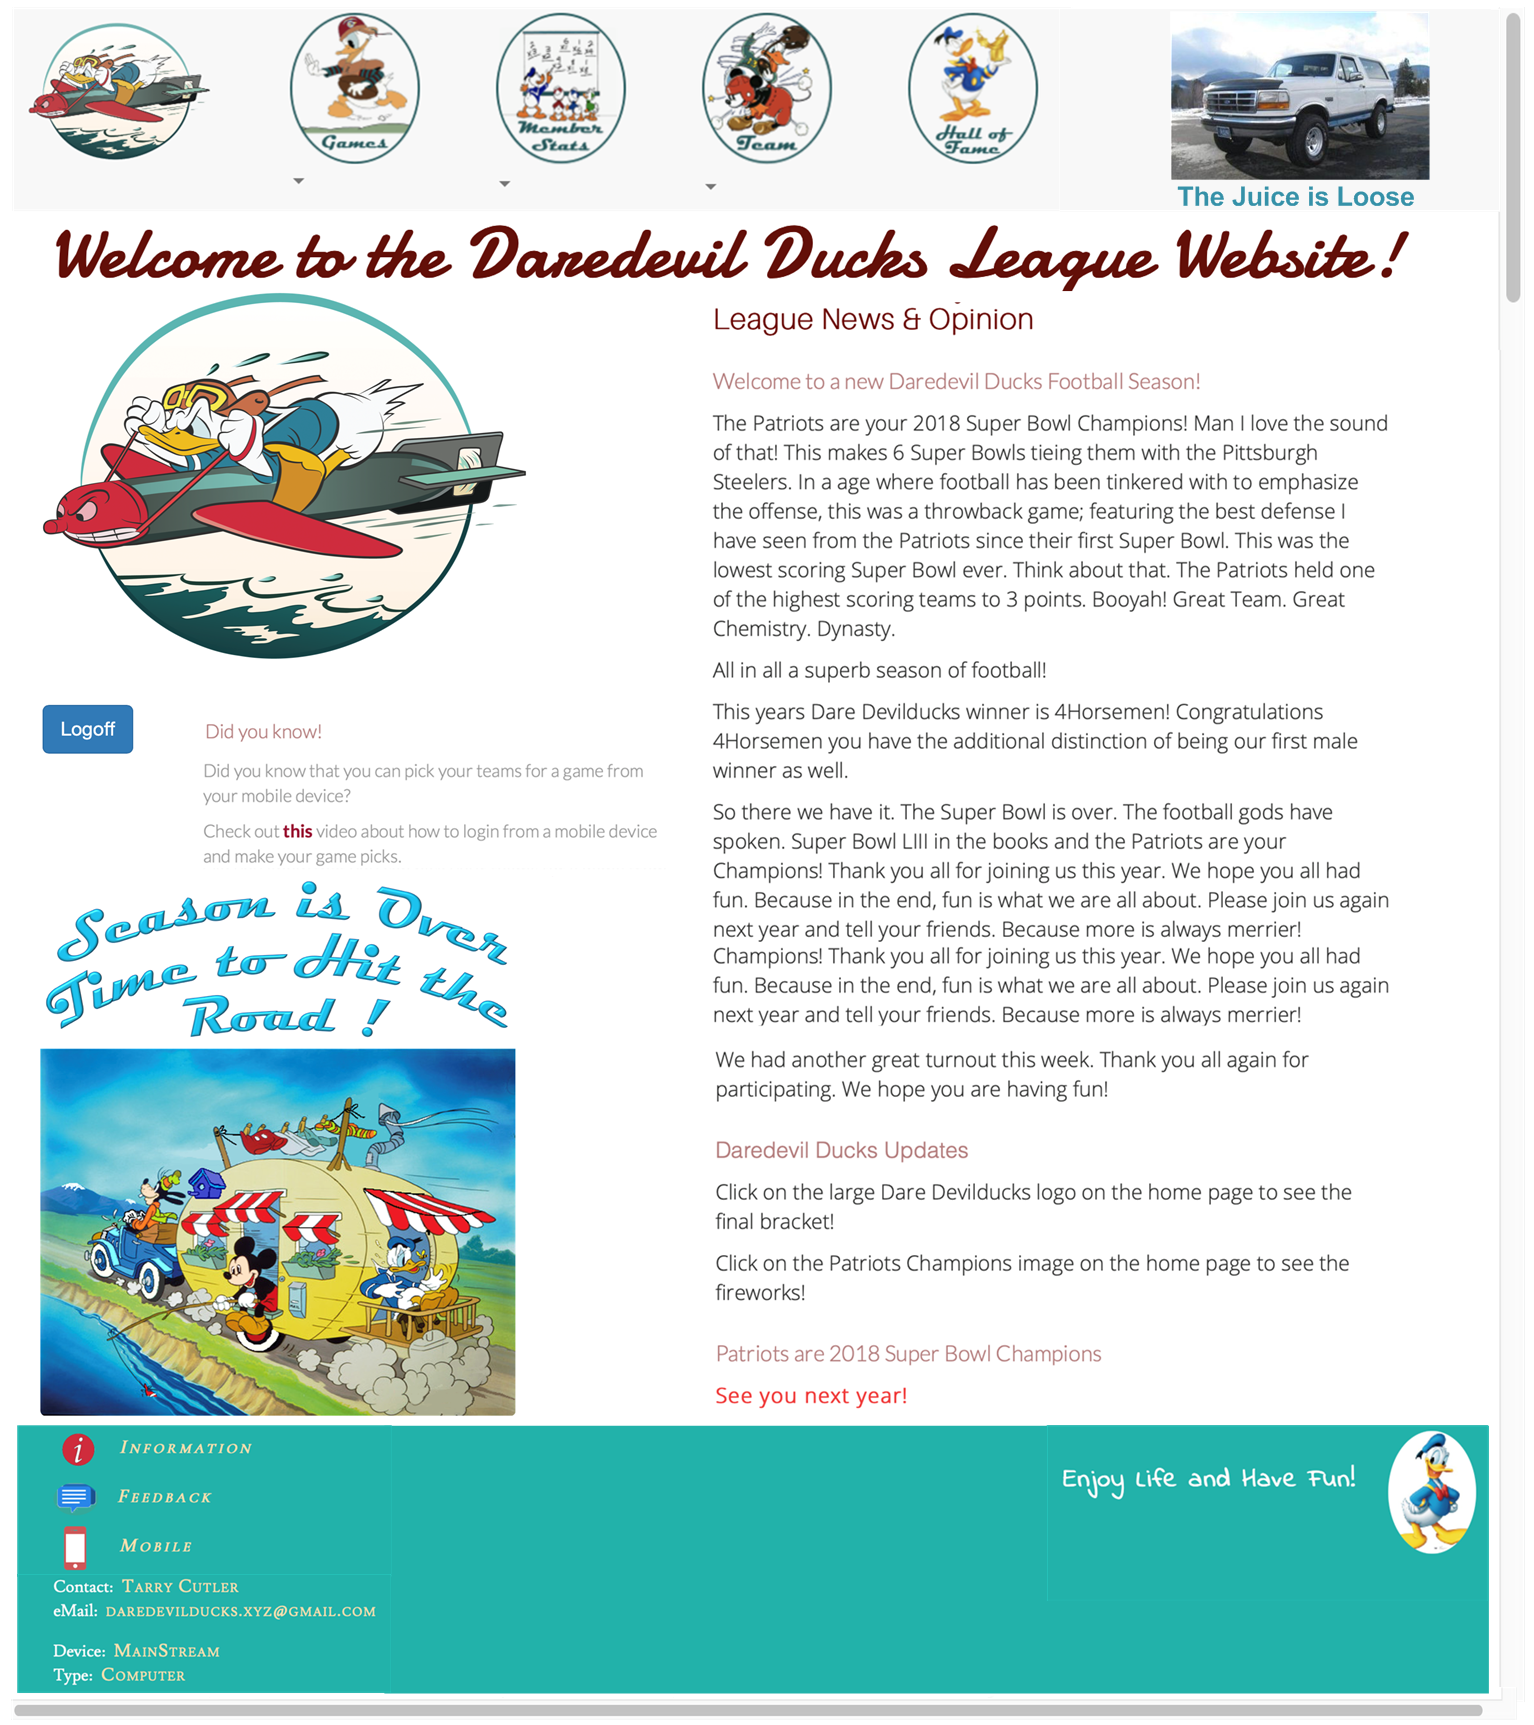 Games
Member
Stats
Team
Hall of
Fame
The Juice is Loose
Welcome to the Daredevil Ducks League Website!
League News & Opinion
Welcome to a new Daredevil Ducks Football Season!
The Patriots are your 2018 Super Bowl Champions! Man I love the sound
of that! This makes 6 Super Bowls tieing them with the Pittsburgh
Steelers. In a age where football has been tinkered with to emphasize
the offense, this was a throwback game; featuring the best defense I
have seen from the Patriots since their first Super Bowl. This was the
lowest scoring Super Bowl ever. Think about that. The Patriots held one
of the highest scoring teams to 3 points. Booyah! Great Team. Great
Chemistry. Dynasty.
All in all a superb season of football!
This years Dare Devilducks winner is 4Horsemen! Congratulations
4Horsemen you have the additional distinction of being our first male
winner as well.
So there we have it. The Super Bowl is over. The football gods have
spoken. Super Bowl LIII in the books and the Patriots are your
Champions! Thank you all for joining us this year. We hope you all had
fun. Because in the end, fun is what we are all about. Please join us again
next year and tell your friends. Because more is always merrier!
Champions! Thank you all for joining us this year. We hope you all had
fun. Because in the end, fun is what we are all about. Please join us again
next year and tell your friends. Because more is always merrier!
We had another great turnout this week. Thank you all again for
participating. We hope you are having fun!
Daredevil Ducks Updates
Click on the large Dare Devilducks logo on the home page to see the
final bracket!
Click on the Patriots Champions image on the home page to see the
fireworks!
Patriots are 2018 Super Bowl Champions
See you next year!
Logoff
Did you know!
Did you know that you can pick your teams for a game from
your mobile device?
Check out this video about how to login from a mobile device
and make your game picks.
Season is Over
Time to Hit the
Road !
Information
Feedback
Mobile
Contact: Tarry Cutler
eMail: daredevilducks.xyz@gmail.com
Device: MainStream
Type: Computer
Enjoy Life and Have Fun!